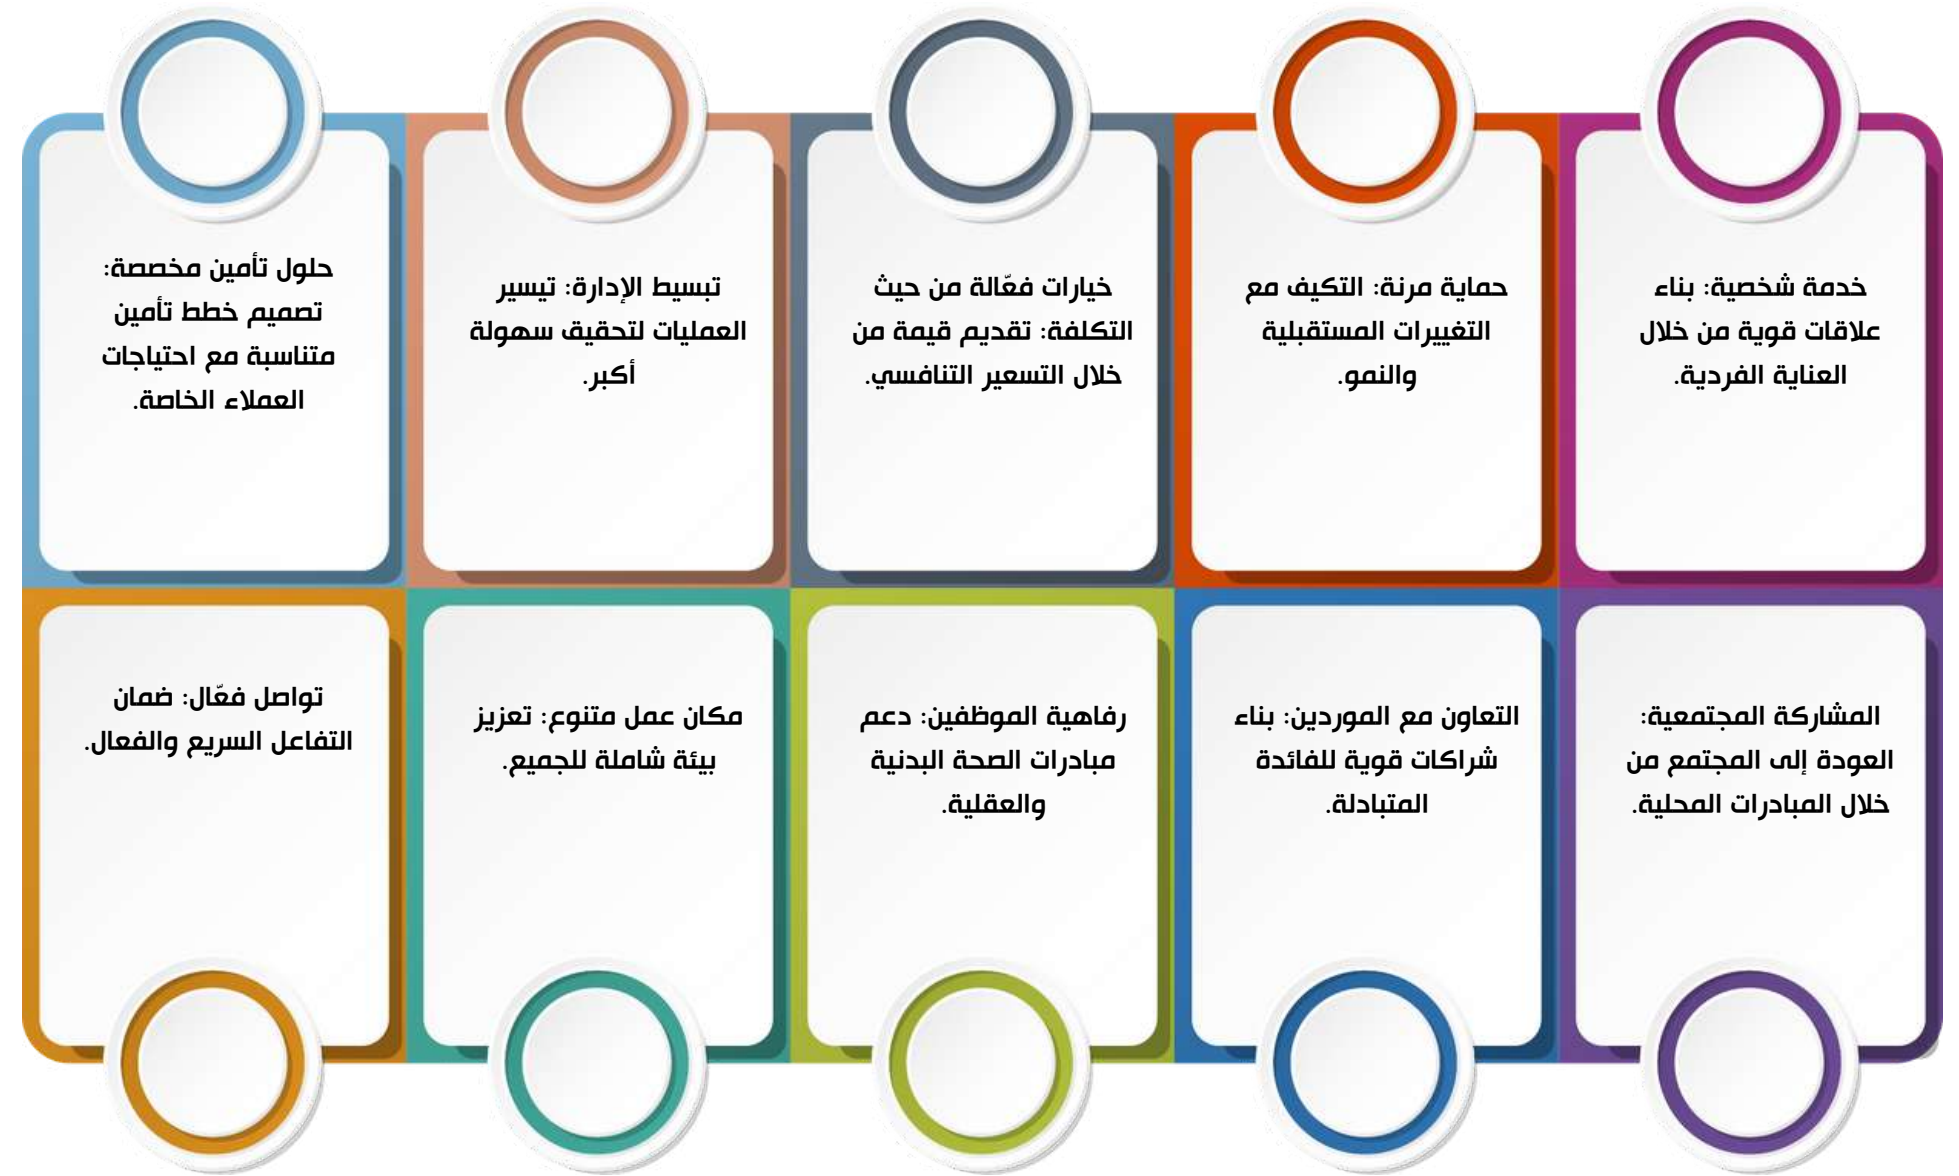 خدمة شخصية: بناء
علاقات قوية من خلال
العناية الفردية.
حماية مرنة: التكيف مع
التغييرات المستقبلية
والنمو.
خيارات فعّالة من حيث
التكلفة: تقديم قيمة من
خلال التسعير التنافسي.
تبسيط الإدارة: تيسير
العمليات لتحقيق سهولة
أكبر.
حلول تأمين مخصصة:
تصميم خطط تأمين
متناسبة مع احتياجات
العملاء الخاصة.
المشاركة المجتمعية:
العودة إلى المجتمع من
خلال المبادرات المحلية.
التعاون مع الموردين: بناء
شراكات قوية للفائدة
المتبادلة.
رفاهية الموظفين: دعم
مبادرات الصحة البدنية
والعقلية.
مكان عمل متنوع: تعزيز
بيئة شاملة للجميع.
تواصل فعّال: ضمان
التفاعل السريع والفعال.